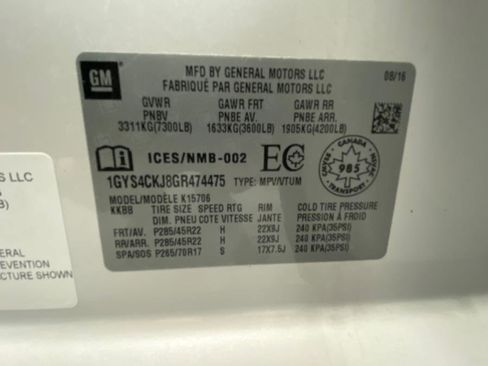 GM
MFD BY GENERAL MOTORS LLC
08/16
FABRIQUÉ PAR GENERAL MOTORS LLC
GVWR GAWR FRT GAWR RR
PNBV PNBE AV. PNBE ARR.
3311KG(7300LB) 1633KG(3600LB) 1905KG(4200LB)
ICES/NMB-002 EC
CANADA
985
1GYS4CKJ8GR474475 TYPE: MPV/VTUM
MODEL/MODÈLE K15706
KKBB TIRE SIZE SPEED RTG RIM COLD TIRE PRESSURE
DIM. PNEU COTE VITESSE JANTE PRESSION À FROID
FRT/AV. P285/45R22 H 22X9J 240 KPA(35PSI)
RR/ARR. P285/45R22 H 22X9J 240 KPA(35PSI)
SPA/SOS P265/70R17 S 17X7.5J 240 KPA(35PSI)
S LLC
LB)
ERAL
EVENTION
CTURE SHOWN